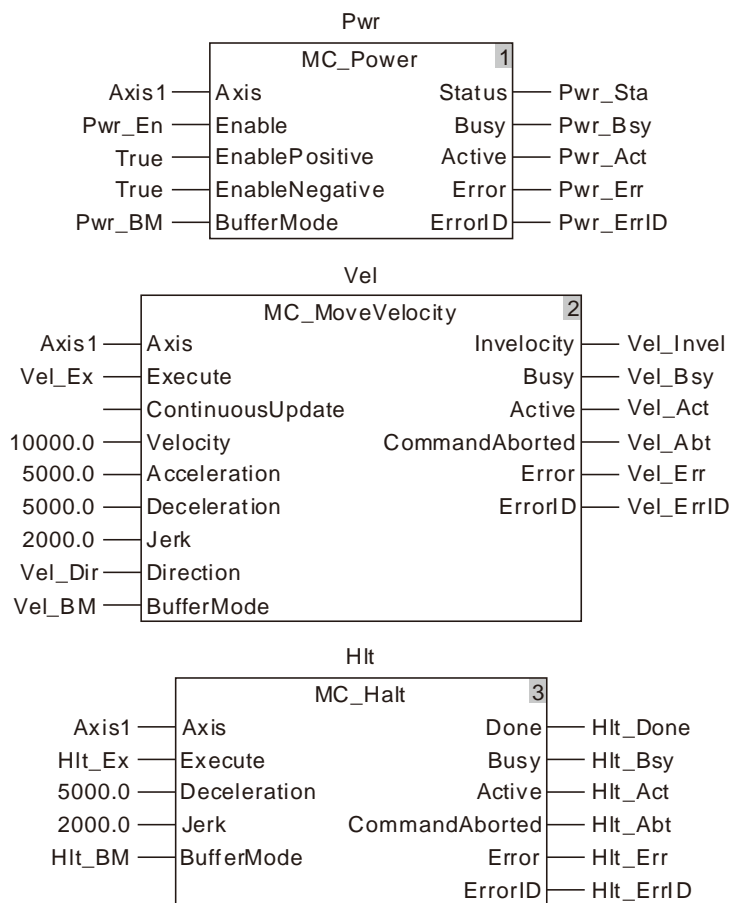 Pwr
MC_Power 1
Axis1 Axis Status Pwr_Sta
Pwr_En Enable Busy Pwr_Bsy
True EnablePositive Active Pwr_Act
True EnableNegative Error Pwr_Err
Pwr_BM BufferMode ErrorID Pwr_ErrID
Vel
MC_MoveVelocity 2
Axis1 Axis Invelocity Vel_Invel
Vel_Ex Execute Busy Vel_Bsy
ContinuousUpdate Active Vel_Act
10000.0 Velocity CommandAborted Vel_Abt
5000.0 Acceleration Error Vel_Err
5000.0 Deceleration ErrorID Vel_ErrID
2000.0 Jerk
Vel_Dir Direction
Vel_BM BufferMode
Hlt
MC_Halt 3
Axis1 Axis Done Hlt_Done
Hlt_Ex Execute Busy Hlt_Bsy
5000.0 Deceleration Active Hlt_Act
2000.0 Jerk CommandAborted Hlt_Abt
Hlt_BM BufferMode Error Hlt_Err
ErrorID Hlt_ErrID